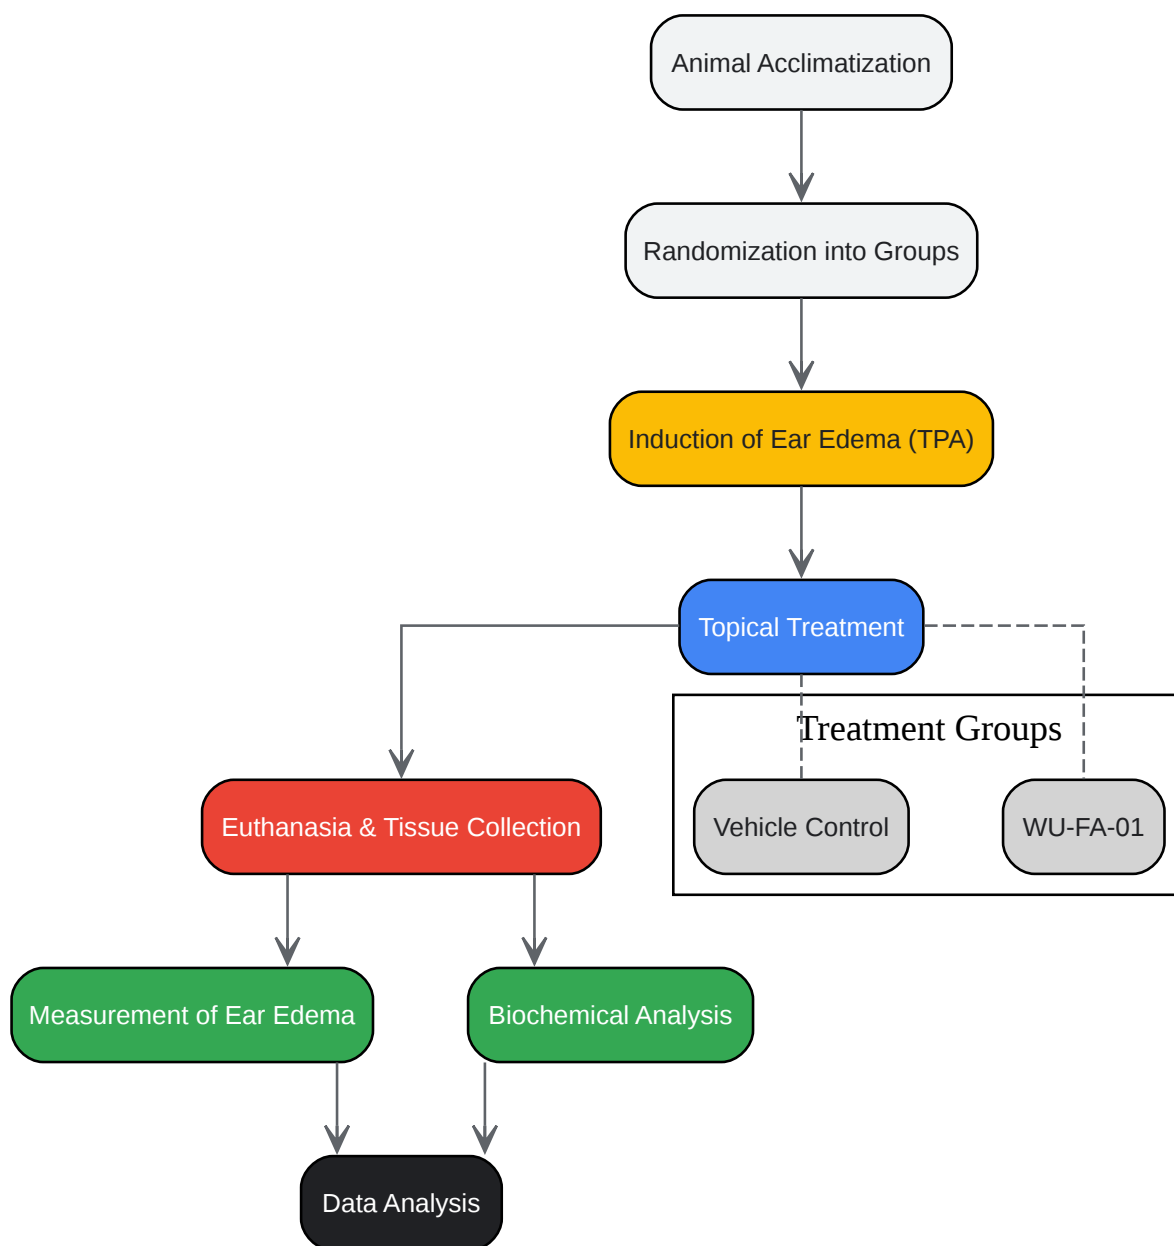 Animal Acclimatization
Randomization into Groups
Induction of Ear Edema (TPA)
Topical Treatment
Treatment Groups
Euthanasia & Tissue Collection
Vehicle Control
WU-FA-01
Measurement of Ear Edema
Biochemical Analysis
Data Analysis